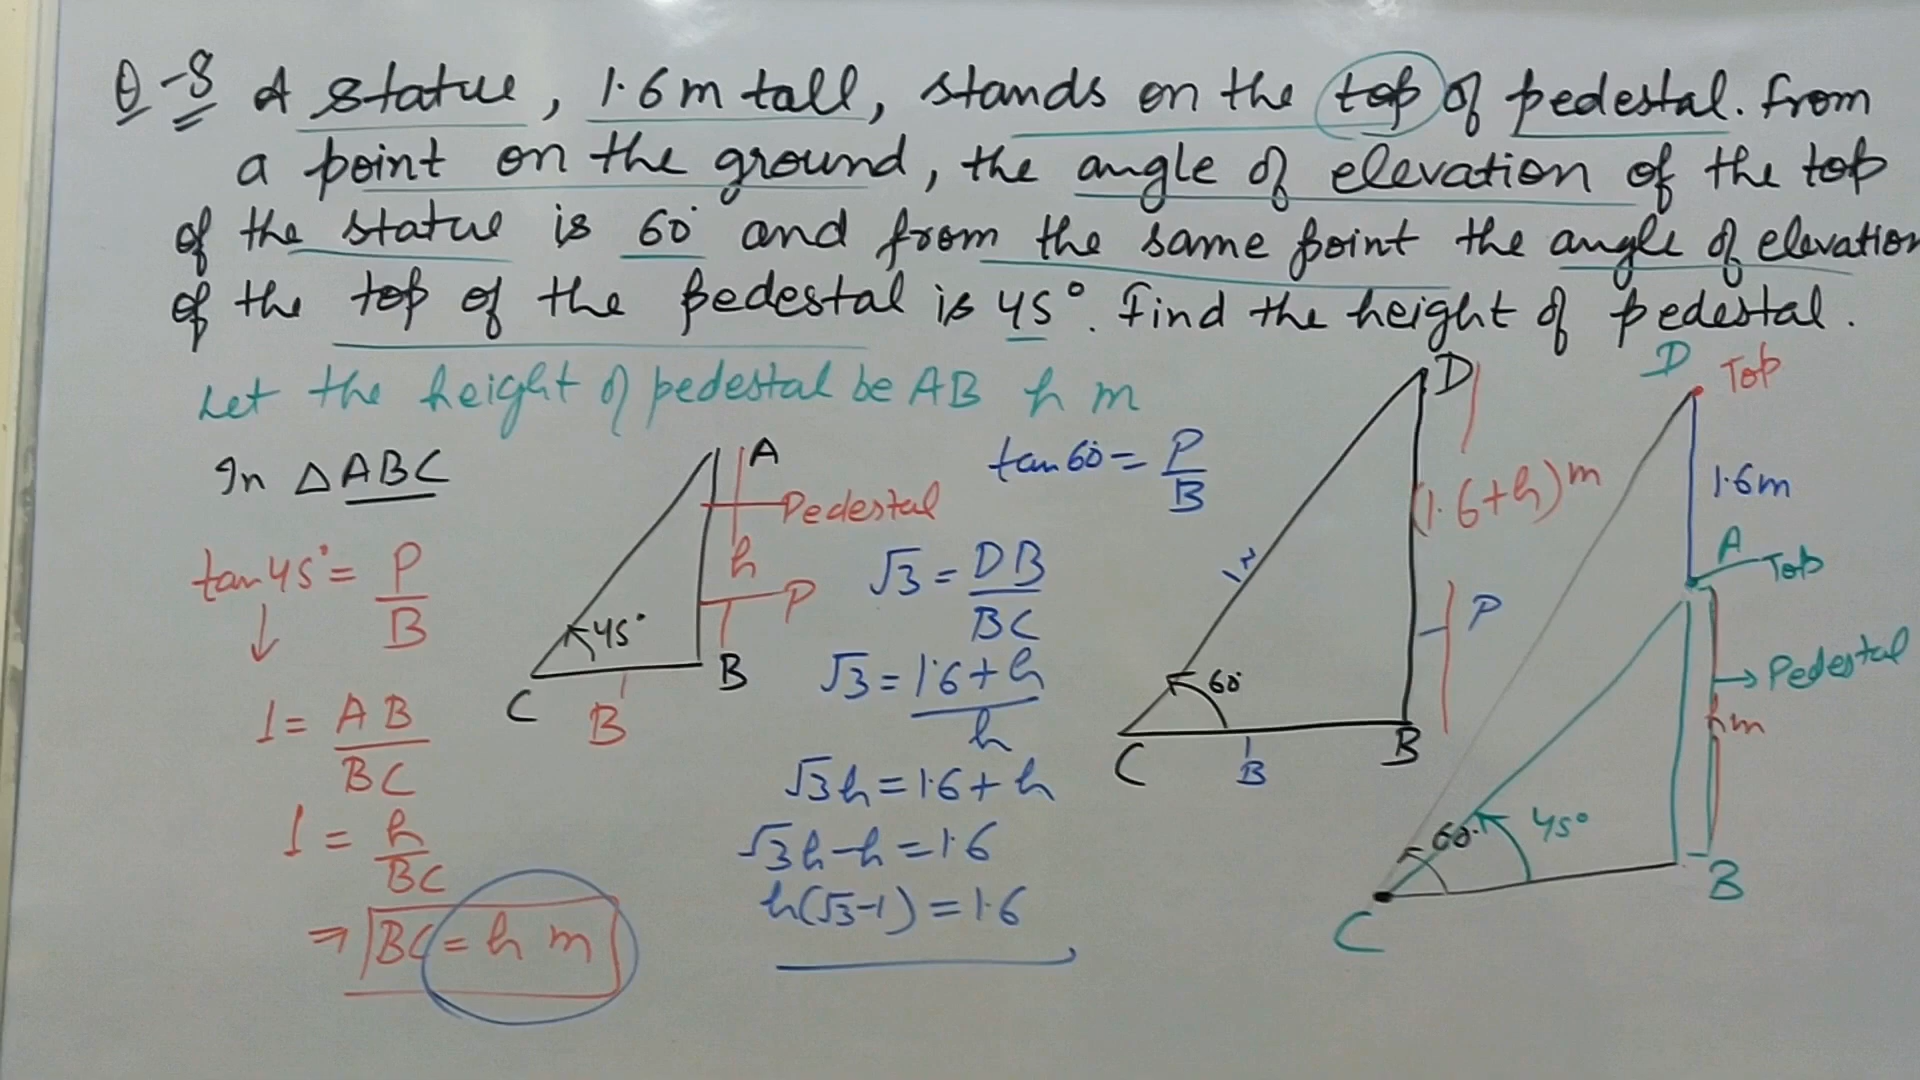 Q-8 A statue, 1.6m tall, stands on the top of pedestal. From
a point on the ground, the angle of elevation of the top
of the statue is 60° and from the same point the angle of elevation
of the top of the pedestal is 45°. Find the height of pedestal.
Let the height of pedestal be AB h m
In △ABC
tan45° = P/B
↓
1 = AB/BC
1 = h/BC
⇒ BC = h m
A
Pedestal
h
P
45°
C
B
B
tan60° = P/B
√3 = DB/BC
√3 = 1.6+h/h
√3h = 1.6+h
√3h-h = 1.6
h(√3-1) = 1.6
D
(1.6+h)m
P
60°
C
B
B
D Top
1.6m
A Top
→ Pedestal
hm
60°
45°
C
B